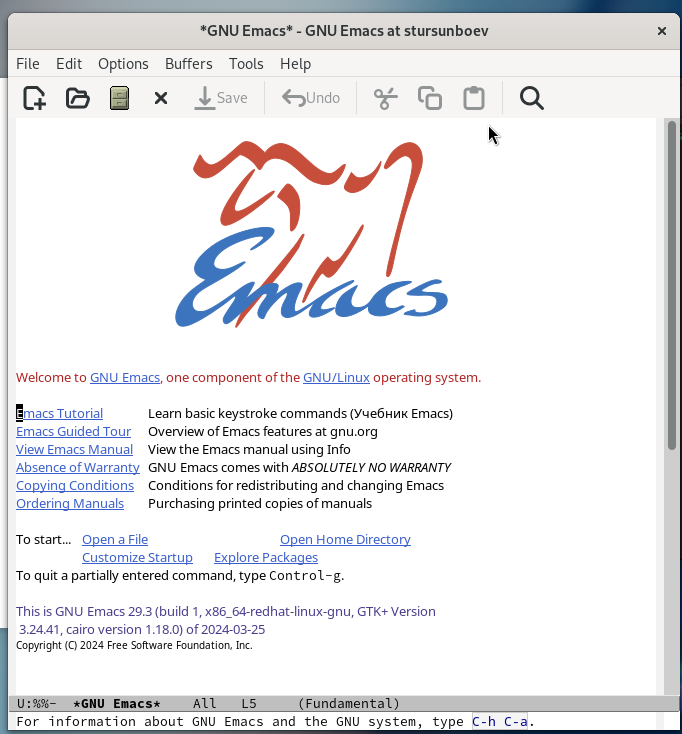 *GNU Emacs* - GNU Emacs at stursunboev
File Edit Options Buffers Tools Help
Save Undo
Emacs
Welcome to GNU Emacs, one component of the GNU/Linux operating system.
Emacs Tutorial Learn basic keystroke commands (Учебник Emacs)
Emacs Guided Tour Overview of Emacs features at gnu.org
View Emacs Manual View the Emacs manual using Info
Absence of Warranty GNU Emacs comes with ABSOLUTELY NO WARRANTY
Copying Conditions Conditions for redistributing and changing Emacs
Ordering Manuals Purchasing printed copies of manuals
To start... Open a File Open Home Directory
Customize Startup Explore Packages
To quit a partially entered command, type Control-g.
This is GNU Emacs 29.3 (build 1, x86_64-redhat-linux-gnu, GTK+ Version
3.24.41, cairo version 1.18.0) of 2024-03-25
Copyright (C) 2024 Free Software Foundation, Inc.
U:%%- *GNU Emacs* All L5 (Fundamental)
For information about GNU Emacs and the GNU system, type C-h C-a.